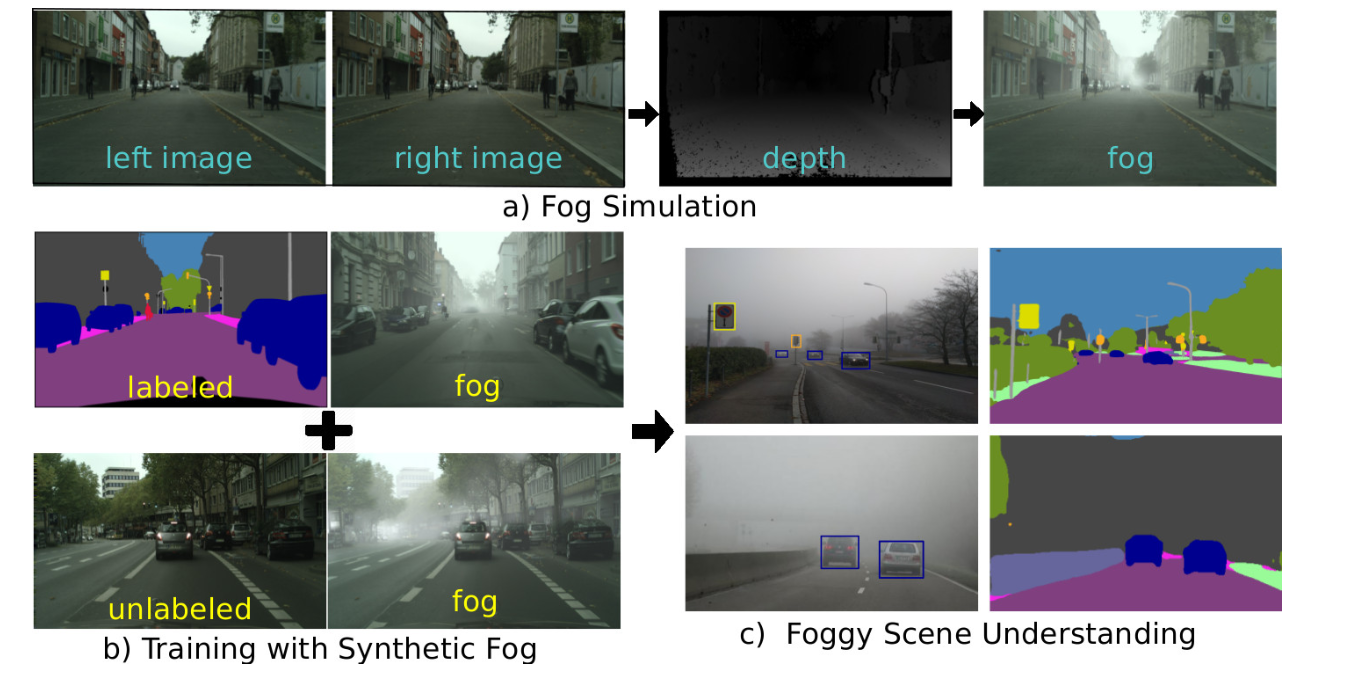 left image
right image
depth
fog
a) Fog Simulation
labeled
fog
unlabeled
fog
b) Training with Synthetic Fog
c) Foggy Scene Understanding